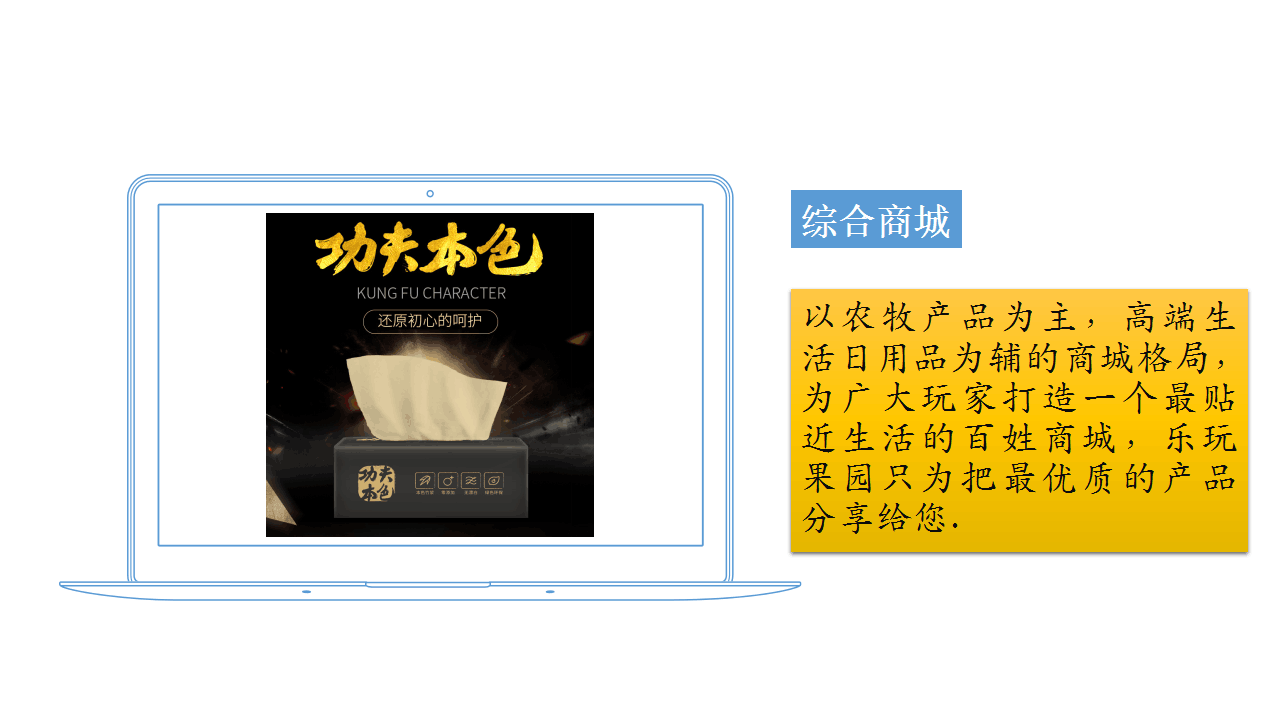 功夫本色
KUNG FU CHARACTER
还原初心的呵护
功夫
本色
综合商城
以农牧产品为主，高端生
活日用品为辅的商城格局，
为广大玩家打造一个最贴
近生活的百姓商城，乐玩
果园只为把最优质的产品
分享给您.